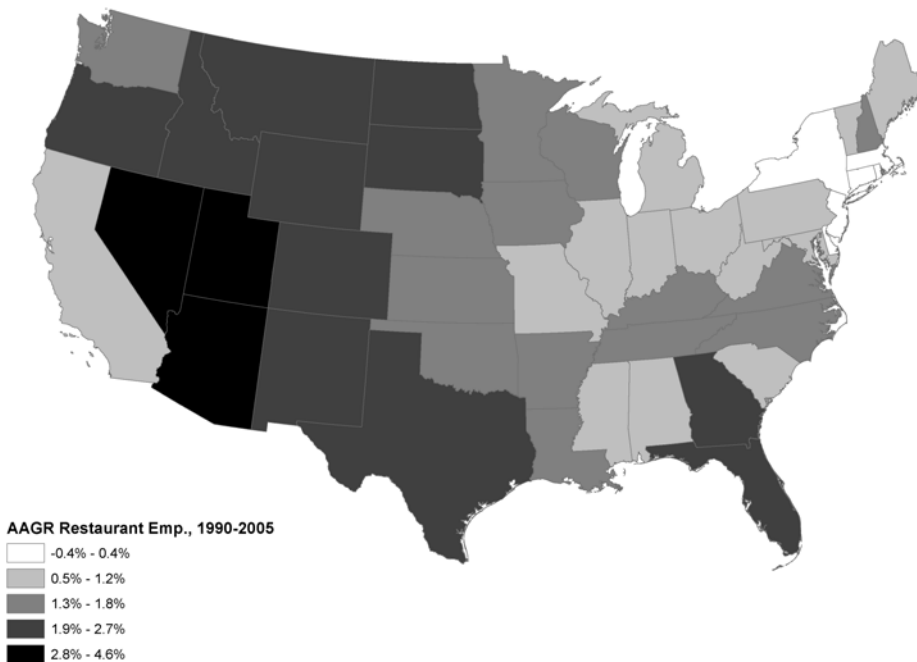 AAGR Restaurant Emp., 1990-2005
-0.4% - 0.4%
0.5% - 1.2%
1.3% - 1.8%
1.9% - 2.7%
2.8% - 4.6%